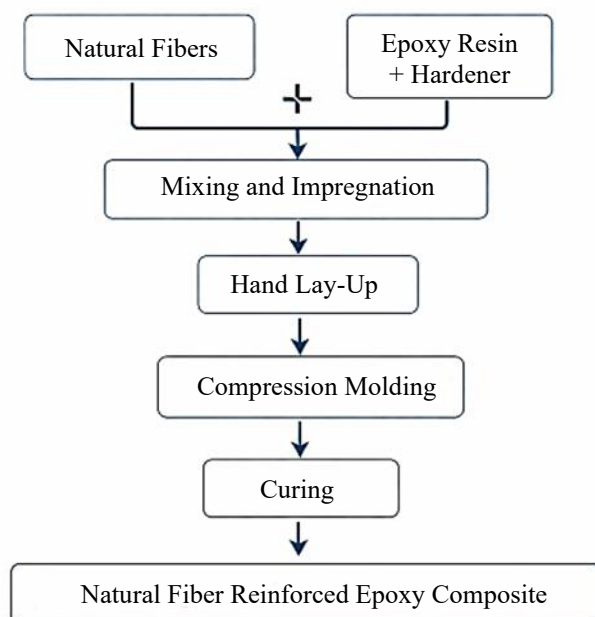 Natural Fibers
Epoxy Resin
+ Hardener
+
Mixing and Impregnation
Hand Lay-Up
Compression Molding
Curing
Natural Fiber Reinforced Epoxy Composite